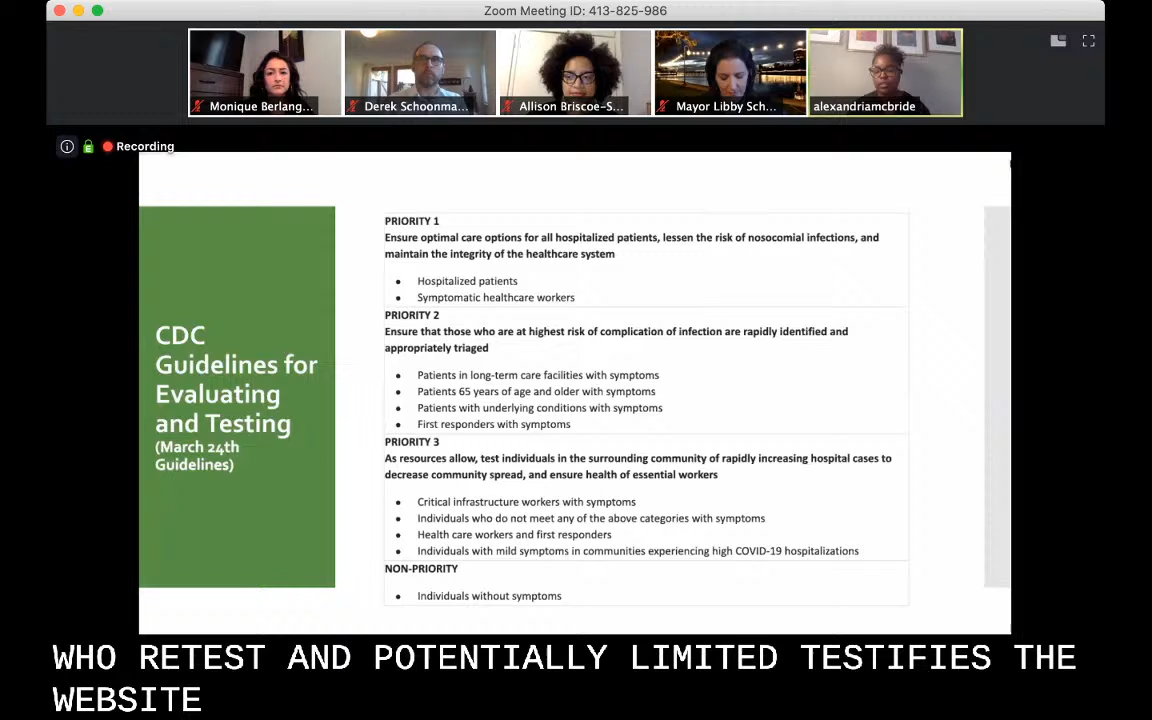 Zoom Meeting ID: 413-825-986
Monique Berlang...
Derek Schoonma...
Allison Briscoe-S...
Mayor Libby Sch...
alexandriamcbride
Recording
CDC
Guidelines for
Evaluating
and Testing
(March 24th
Guidelines)
PRIORITY 1
Ensure optimal care options for all hospitalized patients, lessen the risk of nosocomial infections, and
maintain the integrity of the healthcare system
• Hospitalized patients
• Symptomatic healthcare workers
PRIORITY 2
Ensure that those who are at highest risk of complication of infection are rapidly identified and
appropriately triaged
• Patients in long-term care facilities with symptoms
• Patients 65 years of age and older with symptoms
• Patients with underlying conditions with symptoms
• First responders with symptoms
PRIORITY 3
As resources allow, test individuals in the surrounding community of rapidly increasing hospital cases to
decrease community spread, and ensure health of essential workers
• Critical infrastructure workers with symptoms
• Individuals who do not meet any of the above categories with symptoms
• Health care workers and first responders
• Individuals with mild symptoms in communities experiencing high COVID-19 hospitalizations
NON-PRIORITY
• Individuals without symptoms
WHO RETEST AND POTENTIALLY LIMITED TESTIFIES THE
WEBSITE